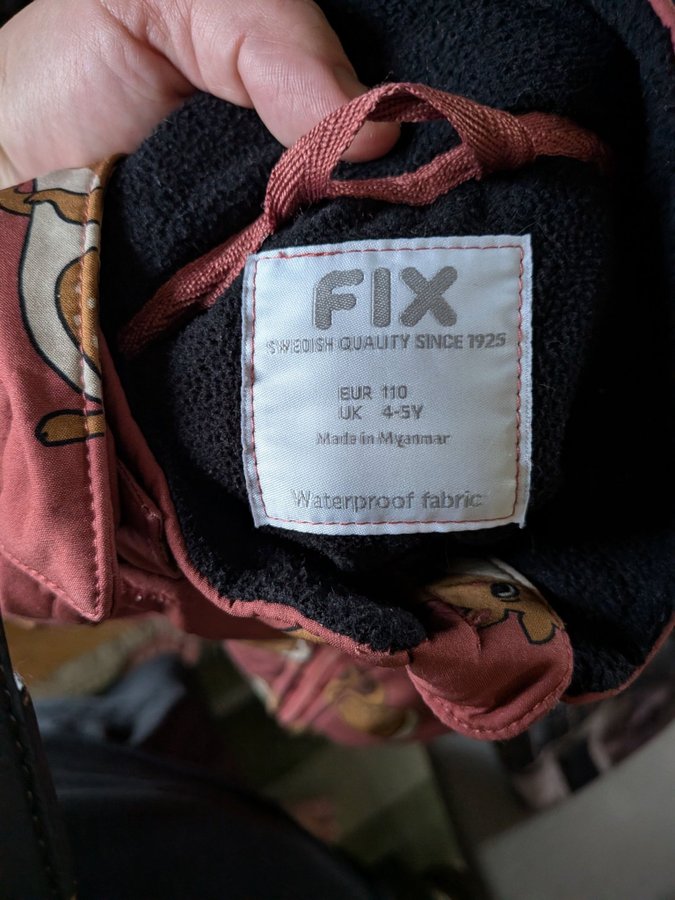 FIX
SWEDISH QUALITY SINCE 1925
EUR 110
UK 4-5Y
Made in Myanmar
Waterproof fabric